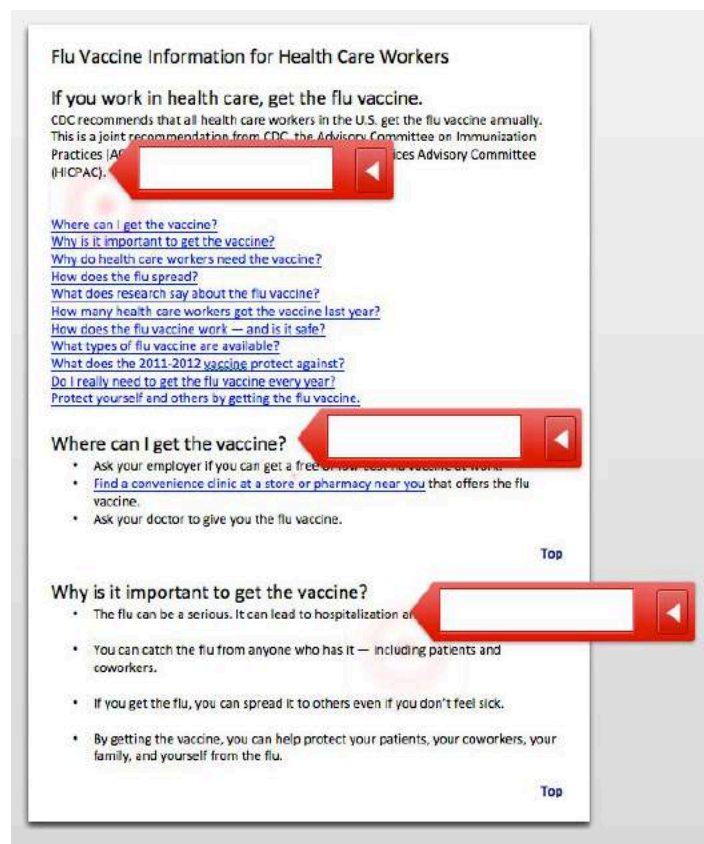 Flu Vaccine Information for Health Care Workers
If you work in health care, get the flu vaccine.
CDC recommends that all health care workers in the U.S. get the flu vaccine annually.
This is a joint recommendation from CDC, the Advisory Committee on Immunization
Practices ices Advisory Committee
(HICPAC).
Where can I get the vaccine?
Why is it important to get the vaccine?
Why do health care workers need the vaccine?
How does the flu spread?
What does research say about the flu vaccine?
How many health care workers got the vaccine last year?
How does the flu vaccine work — and is it safe?
What types of flu vaccine are available?
What does the 2011-2012 vaccine protect against?
Do I really need to get the flu vaccine every year?
Protect yourself and others by getting the flu vaccine.
Where can I get the vaccine?
• Ask your employer if you can get a free or low-cost flu vaccine at work.
• Find a convenience clinic at a store or pharmacy near you that offers the flu
vaccine.
• Ask your doctor to give you the flu vaccine.
Top
Why is it important to get the vaccine?
• The flu can be a serious. It can lead to hospitalization
• You can catch the flu from anyone who has it — including patients and
coworkers.
• If you get the flu, you can spread it to others even if you don't feel sick.
• By getting the vaccine, you can help protect your patients, your coworkers, your
family, and yourself from the flu.
Top